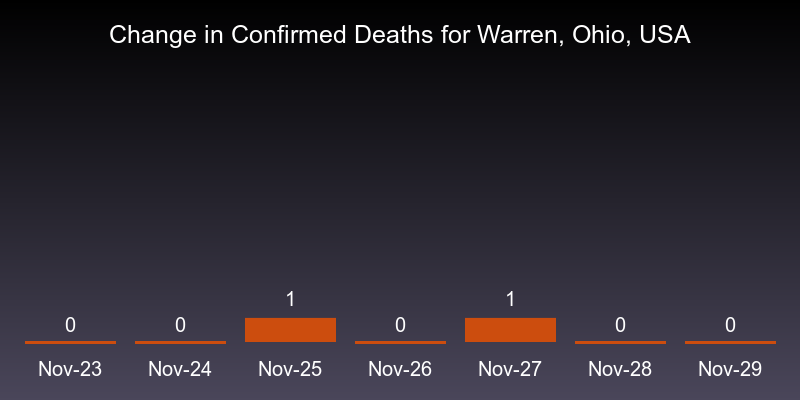 Change in Confirmed Deaths for Warren, Ohio, USA
1 1
0 0 0 0 0
Nov-23 Nov-24 Nov-25 Nov-26 Nov-27 Nov-28 Nov-29